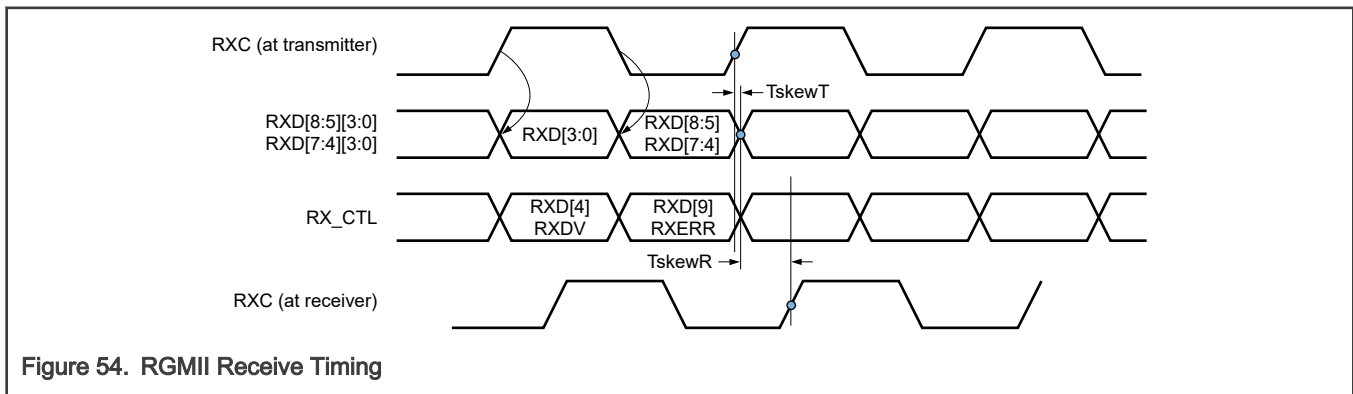 RXC (at transmitter)
TskewT
RXD[8:5][3:0]
RXD[7:4][3:0]
RXD[3:0]
RXD[8:5]
RXD[7:4]
RX_CTL
RXD[4]
RXDV
RXD[9]
RXERR
TskewR
RXC (at receiver)
Figure 54. RGMII Receive Timing